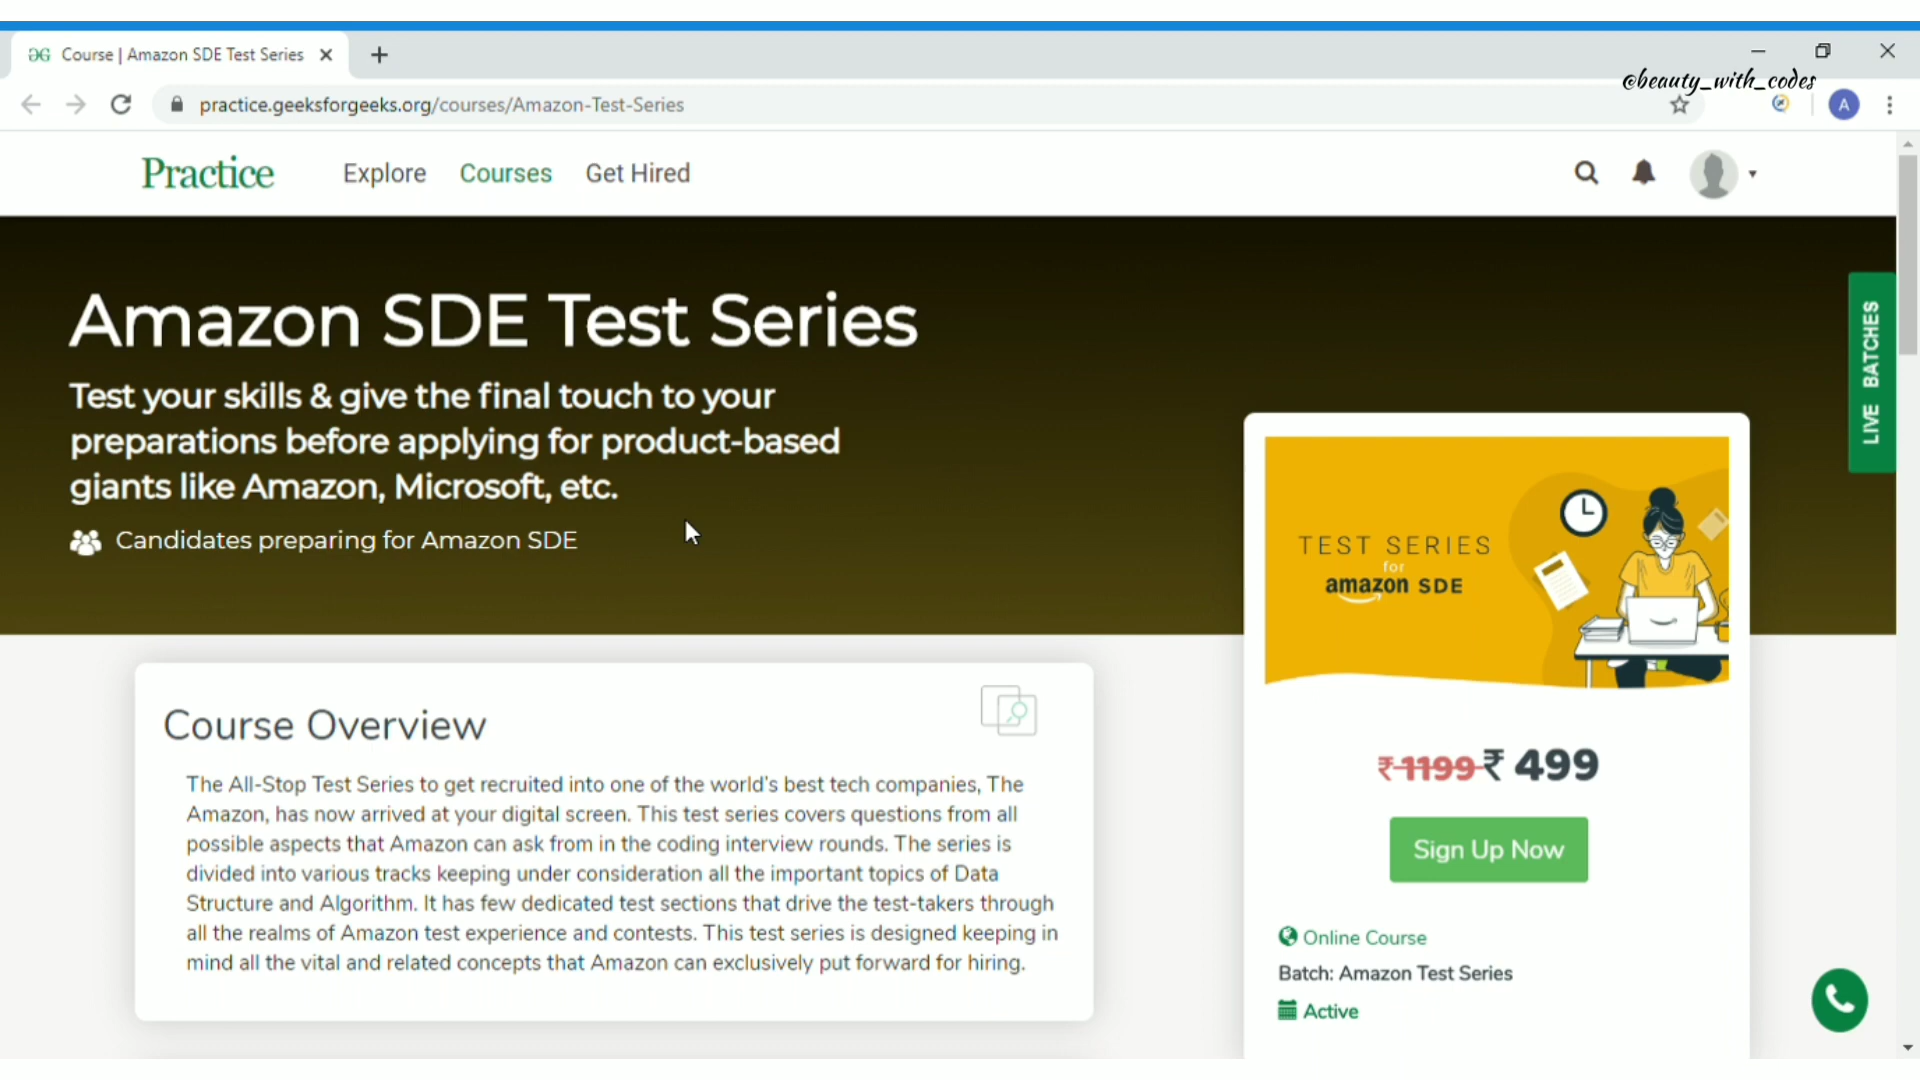 Course | Amazon SDE Test Series
@beauty_with_codes
practice.geeksforgeeks.org/courses/Amazon-Test-Series
A
Practice
Explore
Courses
Get Hired
Amazon SDE Test Series
Test your skills & give the final touch to your
preparations before applying for product-based
giants like Amazon, Microsoft, etc.
Candidates preparing for Amazon SDE
LIVE BATCHES
TEST SERIES
for
amazon SDE
Course Overview
The All-Stop Test Series to get recruited into one of the world's best tech companies, The
Amazon, has now arrived at your digital screen. This test series covers questions from all
possible aspects that Amazon can ask from in the coding interview rounds. The series is
divided into various tracks keeping under consideration all the important topics of Data
Structure and Algorithm. It has few dedicated test sections that drive the test-takers through
all the realms of Amazon test experience and contests. This test series is designed keeping in
mind all the vital and related concepts that Amazon can exclusively put forward for hiring.
₹ 1199 ₹ 499
Sign Up Now
Online Course
Batch: Amazon Test Series
Active